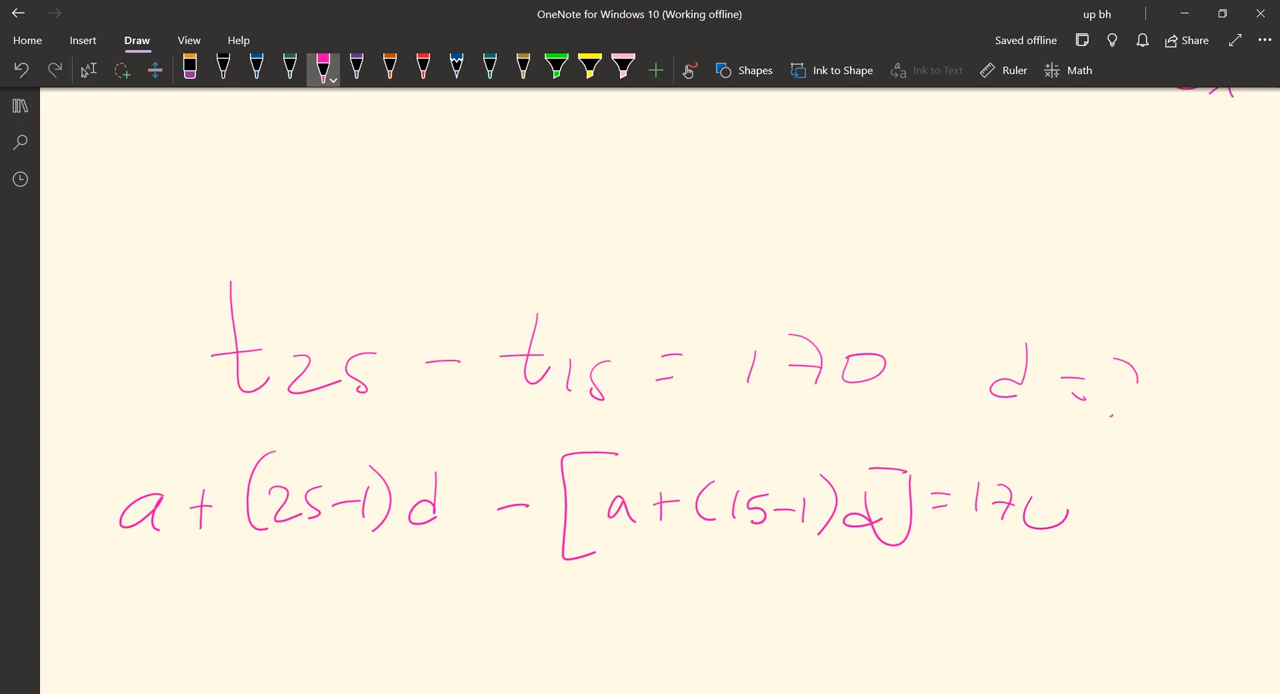 OneNote for Windows 10 (Working offline)
up bh
Home Insert Draw View Help
Saved offline
Share
Shapes Ink to Shape Ink to Text Ruler Math
t25 - t15 = 170 d = ?
a + (25-1)d - [a + (15-1)d] = 170